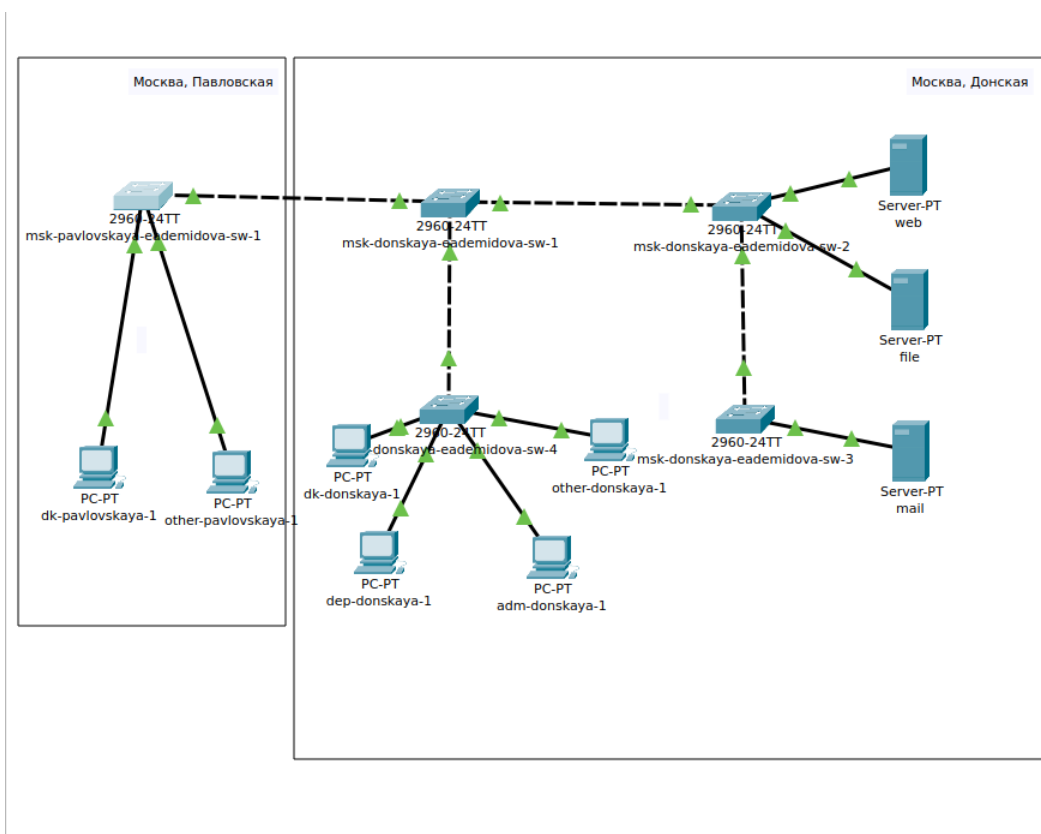 Москва, Павловская
Москва, Донская
2960-24TT
msk-pavlovskaya-eademidova-sw-1
2960-24TT
msk-donskaya-eademidova-sw-1
2960-24TT
msk-donskaya-eademidova-sw-2
Server-PT
web
Server-PT
file
2960-24TT
donskaya-eademidova-sw-4
2960-24TT
msk-donskaya-eademidova-sw-3
PC-PT
dk-pavlovskaya-1
PC-PT
other-pavlovskaya-1
PC-PT
dk-donskaya-1
PC-PT
other-donskaya-1
Server-PT
mail
PC-PT
dep-donskaya-1
PC-PT
adm-donskaya-1